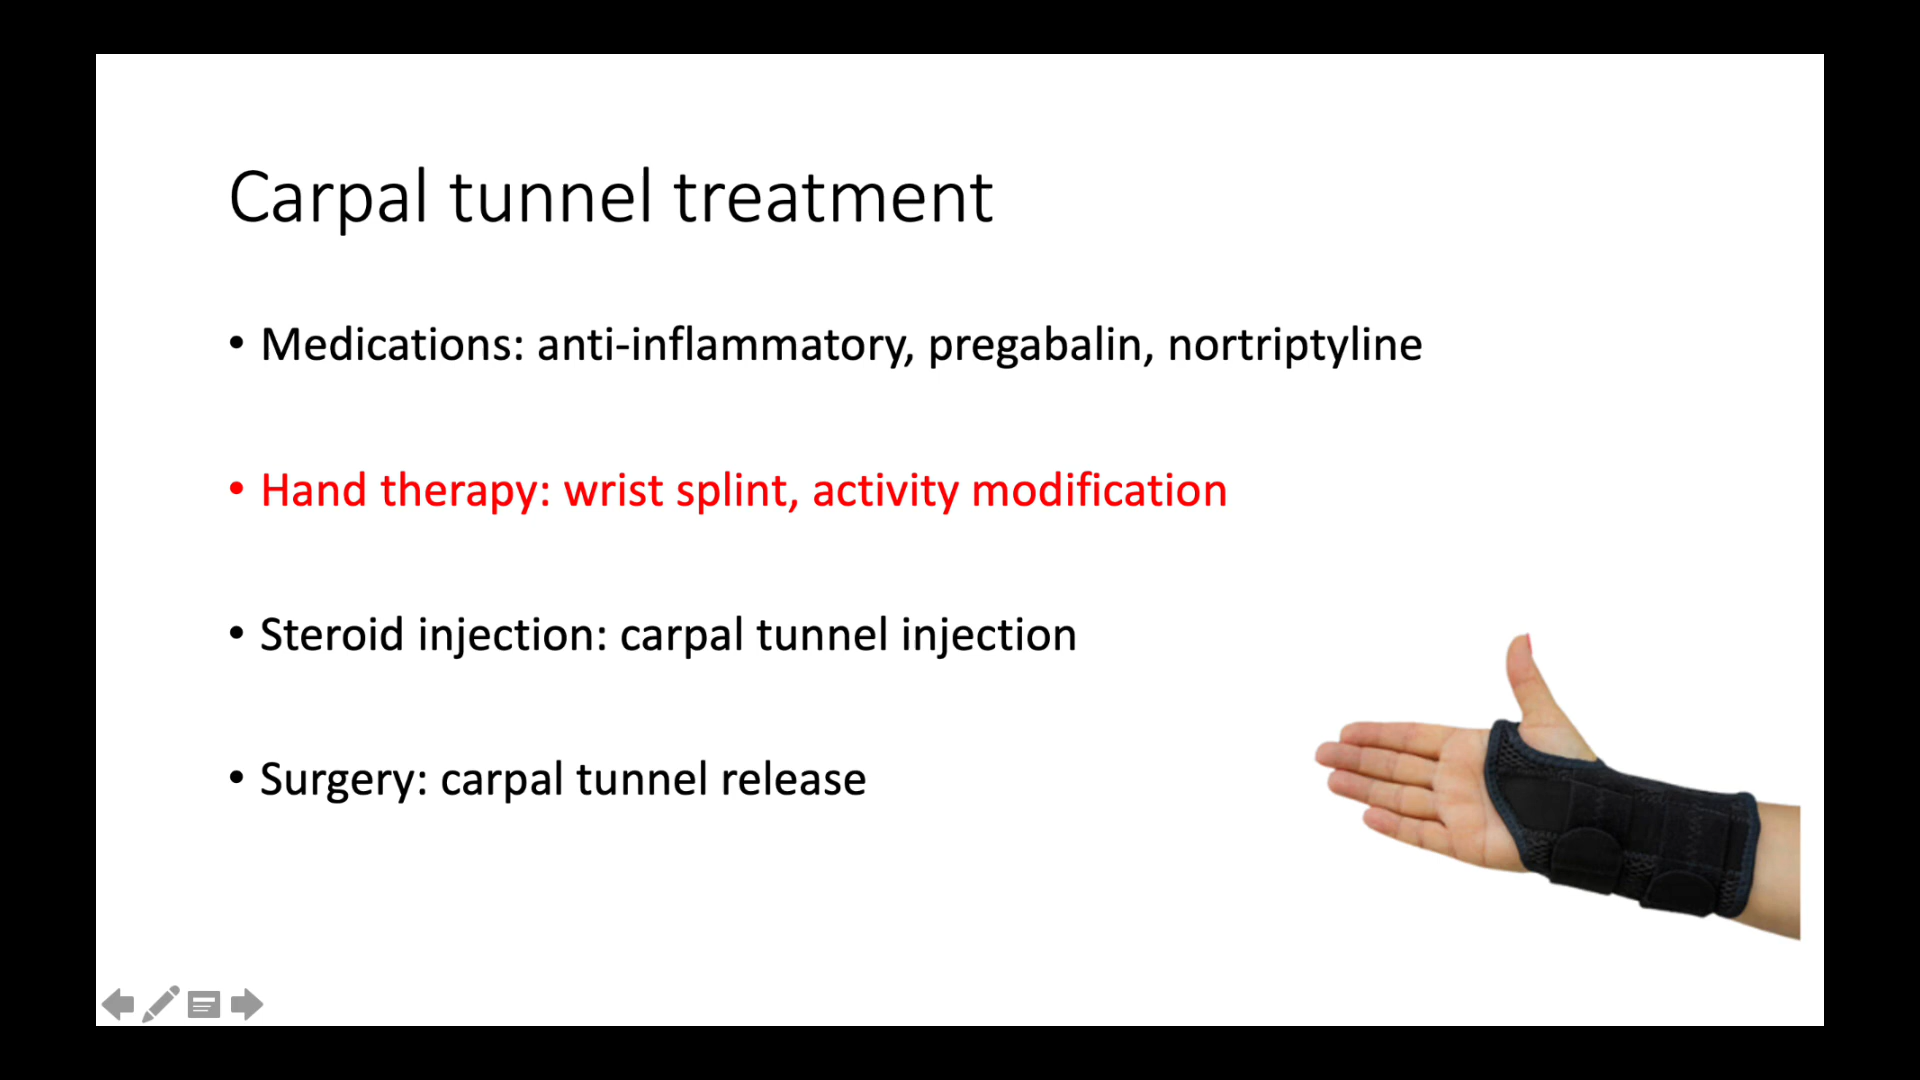 Carpal tunnel treatment
• Medications: anti-inflammatory, pregabalin, nortriptyline
• Hand therapy: wrist splint, activity modification
• Steroid injection: carpal tunnel injection
• Surgery: carpal tunnel release